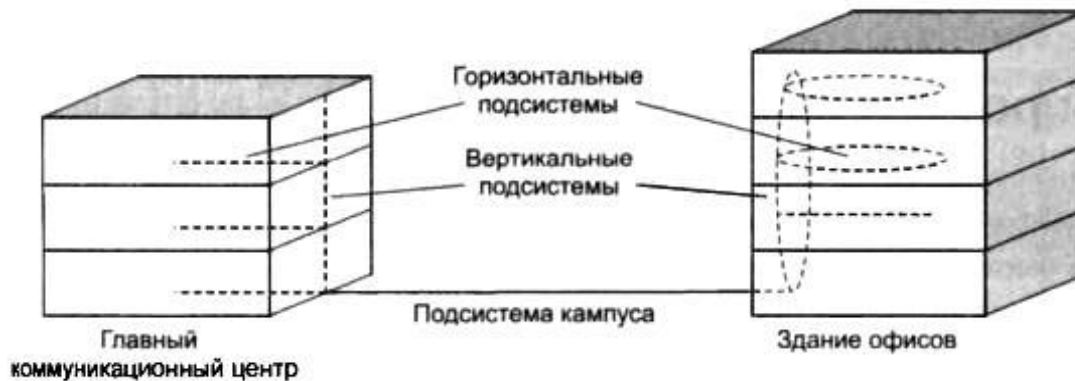 Горизонтальные
подсистемы
Вертикальные
подсистемы
Подсистема кампуса
Главный
коммуникационный центр
Здание офисов